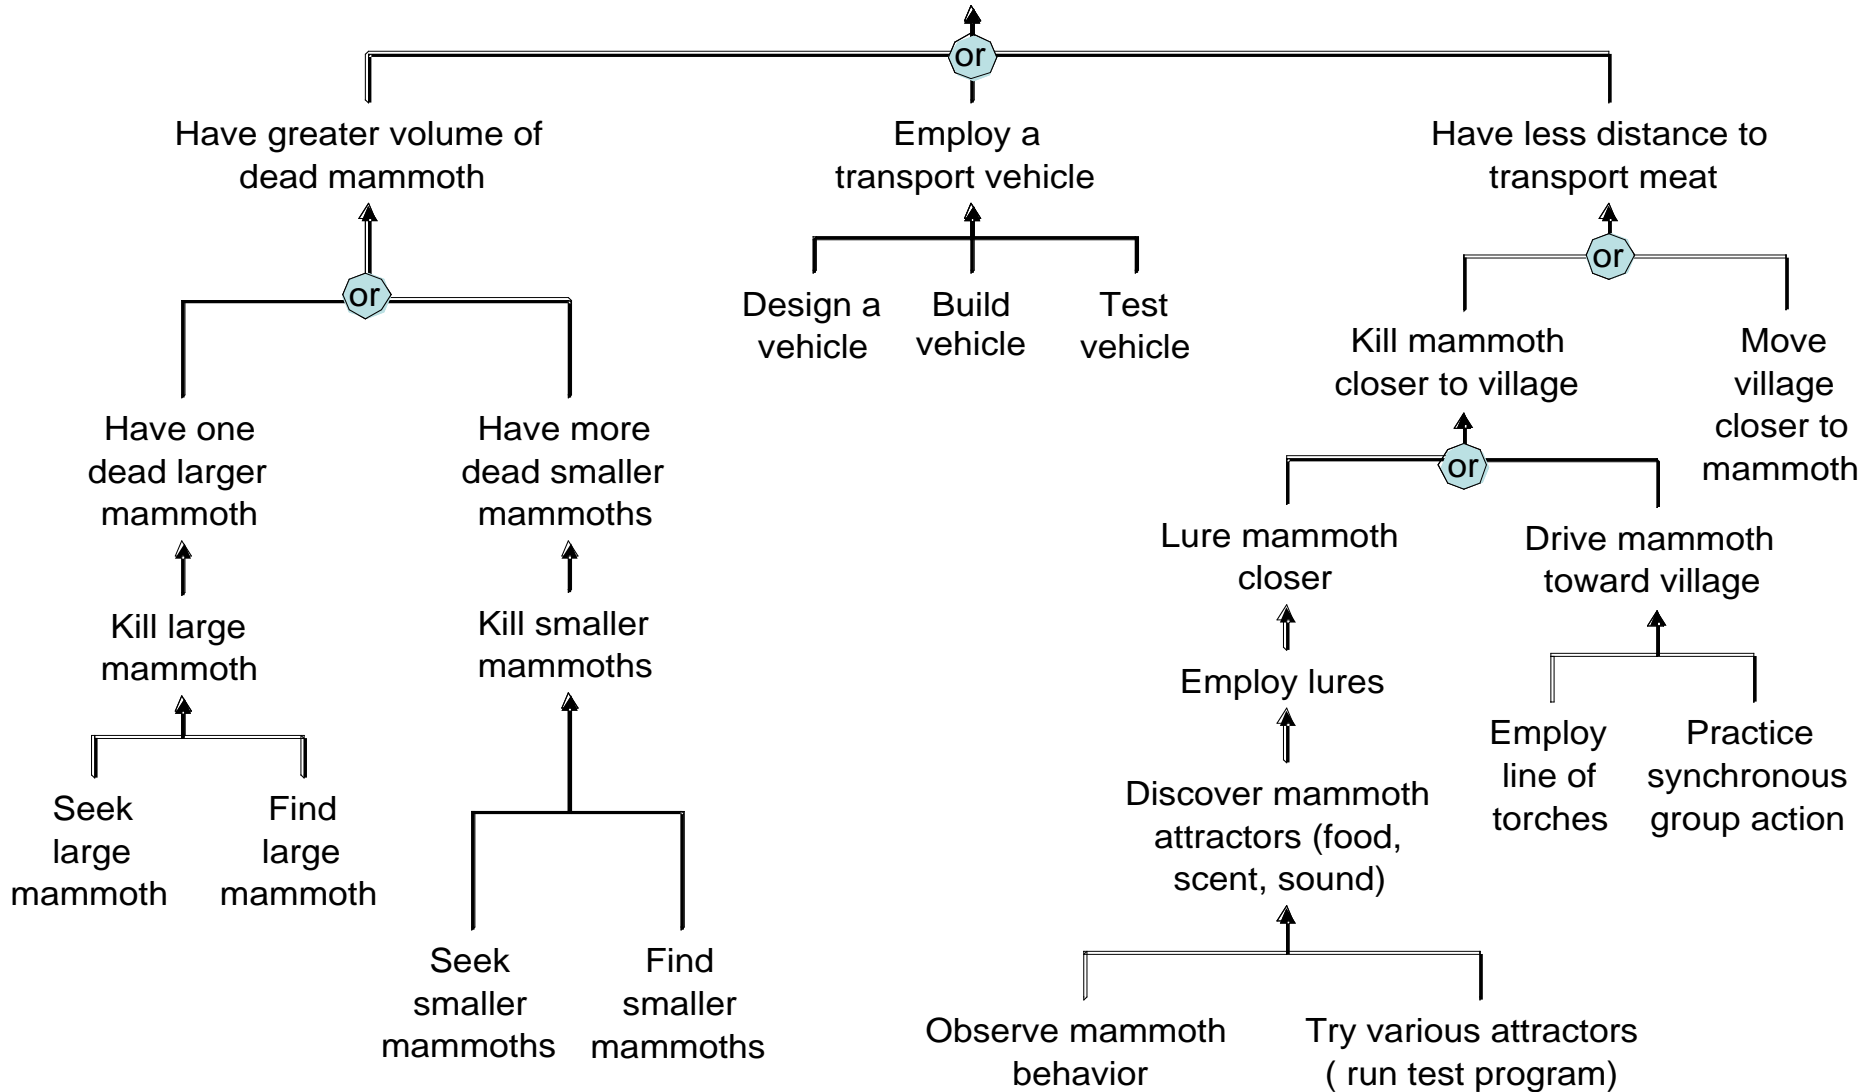 or
Have greater volume of
dead mammoth
Employ a
transport vehicle
Have less distance to
transport meat
or
Design a
vehicle
Build
vehicle
Test
vehicle
or
Kill mammoth
closer to village
Move
village
closer to
mammoth
Have one
dead larger
mammoth
Have more
dead smaller
mammoths
or
Lure mammoth
closer
Drive mammoth
toward village
Kill large
mammoth
Kill smaller
mammoths
Employ lures
Employ
line of
torches
Practice
synchronous
group action
Seek
large
mammoth
Find
large
mammoth
Discover mammoth
attractors (food,
scent, sound)
Seek
smaller
mammoths
Find
smaller
mammoths
Observe mammoth
behavior
Try various attractors
( run test program)